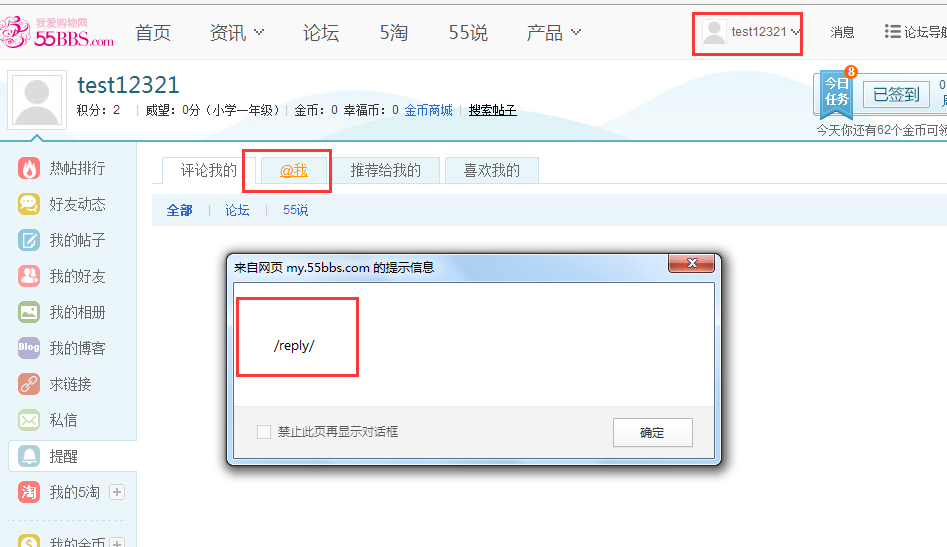 我爱购物网
55BBS.com
首页 资讯 论坛 5淘 55说 产品
test12321 消息 论坛导航
test12321
积分：2 | 威望：0分（小学一年级）| 金币：0 幸福币：0 金币商城 | 搜索帖子
今日
任务
8
已签到
今天你还有62个金币可领
热帖排行
好友动态
我的帖子
我的好友
我的相册
Blog 我的博客
求链接
私信
提醒
淘 我的5淘
我的金币
评论我的 @我 推荐给我的 喜欢我的
全部 | 论坛 | 55说
来自网页 my.55bbs.com 的提示信息
/reply/
禁止此页再显示对话框
确定